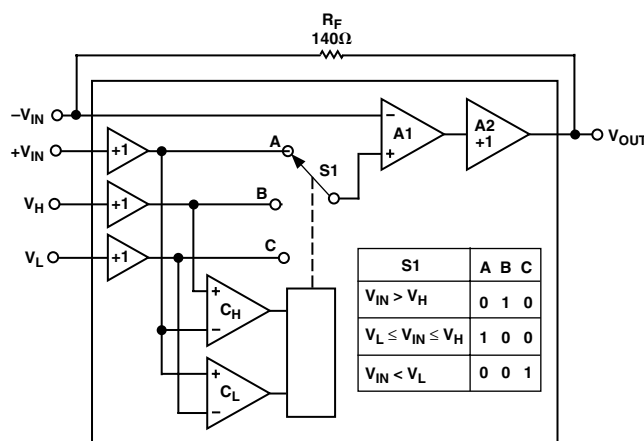 R_F
140Ω
–V_IN
+V_IN
V_H
V_L
+1
+1
+1
A
B
C
S1
–
+
A1
A2
+1
V_OUT
+
–
C_H
+
–
C_L
S1 A B C
V_IN > V_H 0 1 0
V_L ≤ V_IN ≤ V_H 1 0 0
V_IN < V_L 0 0 1